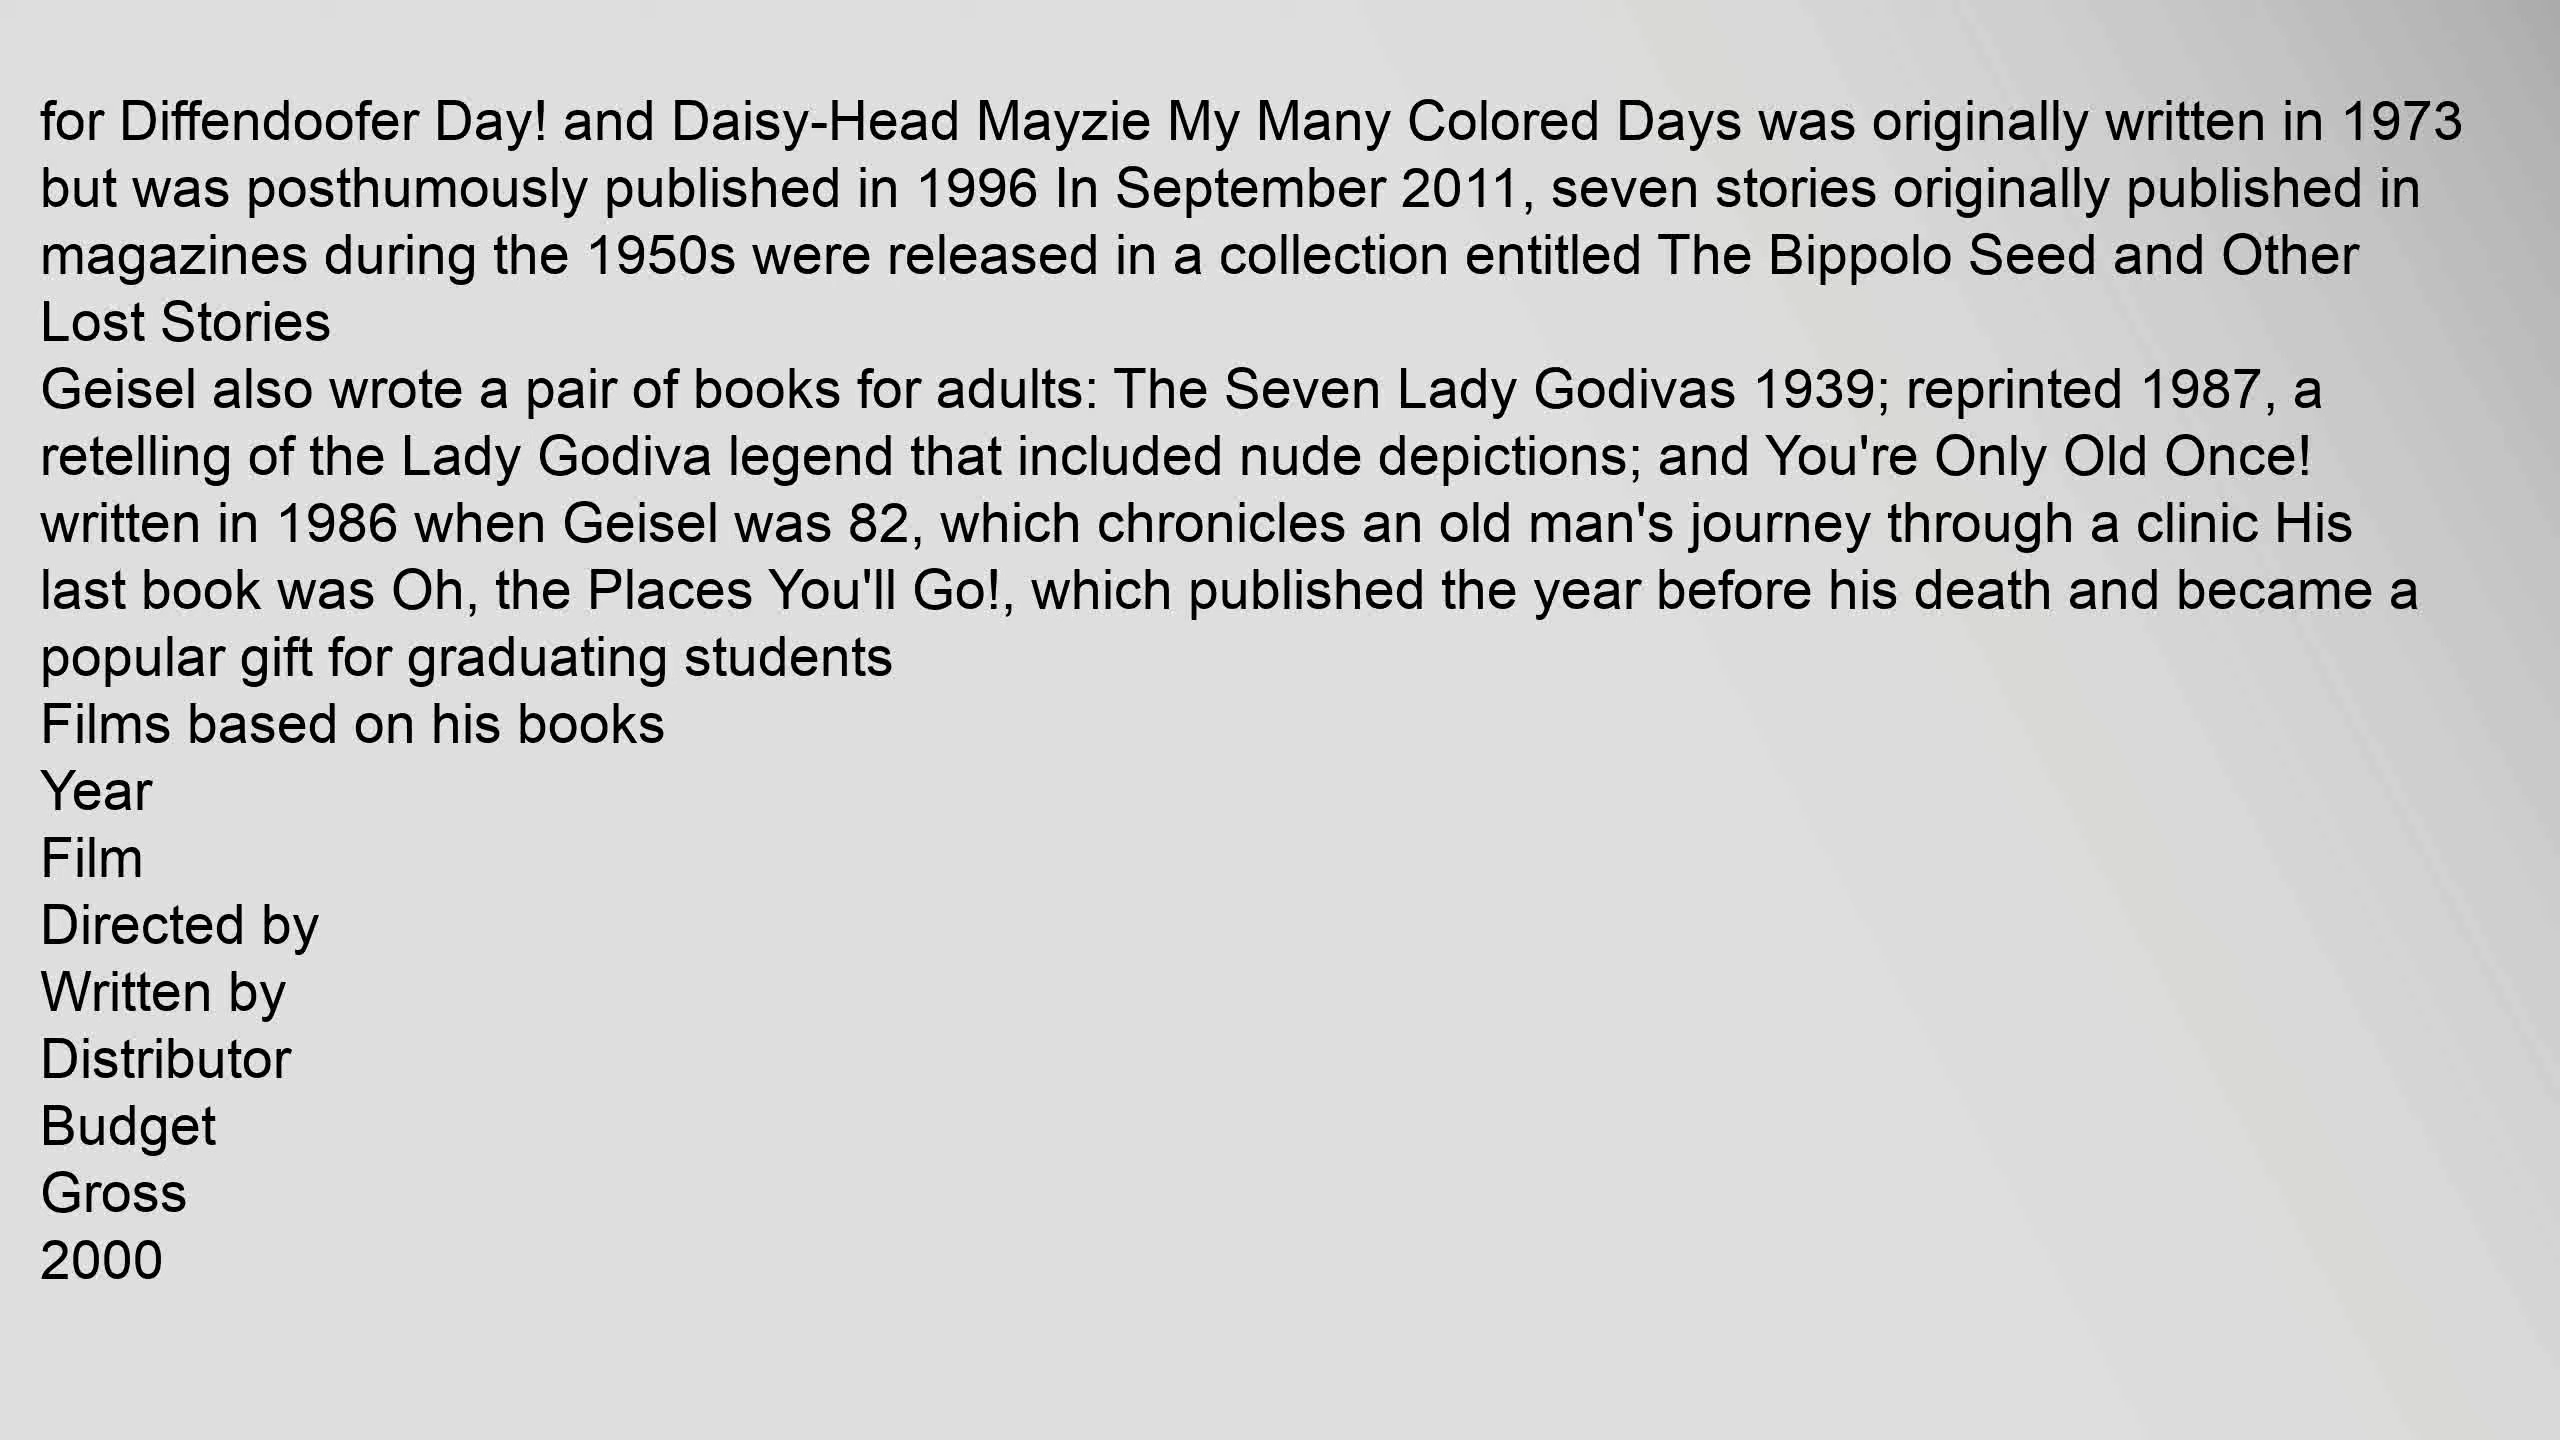 for Diffendoofer Day! and Daisy-Head Mayzie My Many Colored Days was originally written in 1973
but was posthumously published in 1996 In September 2011, seven stories originally published in
magazines during the 1950s were released in a collection entitled The Bippolo Seed and Other
Lost Stories
Geisel also wrote a pair of books for adults: The Seven Lady Godivas 1939; reprinted 1987, a
retelling of the Lady Godiva legend that included nude depictions; and You're Only Old Once!
written in 1986 when Geisel was 82, which chronicles an old man's journey through a clinic His
last book was Oh, the Places You'll Go!, which published the year before his death and became a
popular gift for graduating students
Films based on his books
Year
Film
Directed by
Written by
Distributor
Budget
Gross
2000